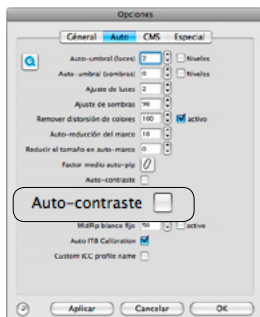 Opciones
General Auto CMS Especial
Auto-umbral (luces) 2 Niveles
Auto-umbral (sombras) 0 Niveles
Ajuste de luces 2
Ajuste de sombras 98
Remover distorsión de colores 100 activo
Auto-reducción del marco 10
Reducir el tamaño en auto-marco 0
Factor medio auto-pip
Auto-contraste
Auto-contraste
MidPip blanco fijo 50 activo
Auto IT8 Calibration
Custom ICC profile name
Aplicar Cancelar OK